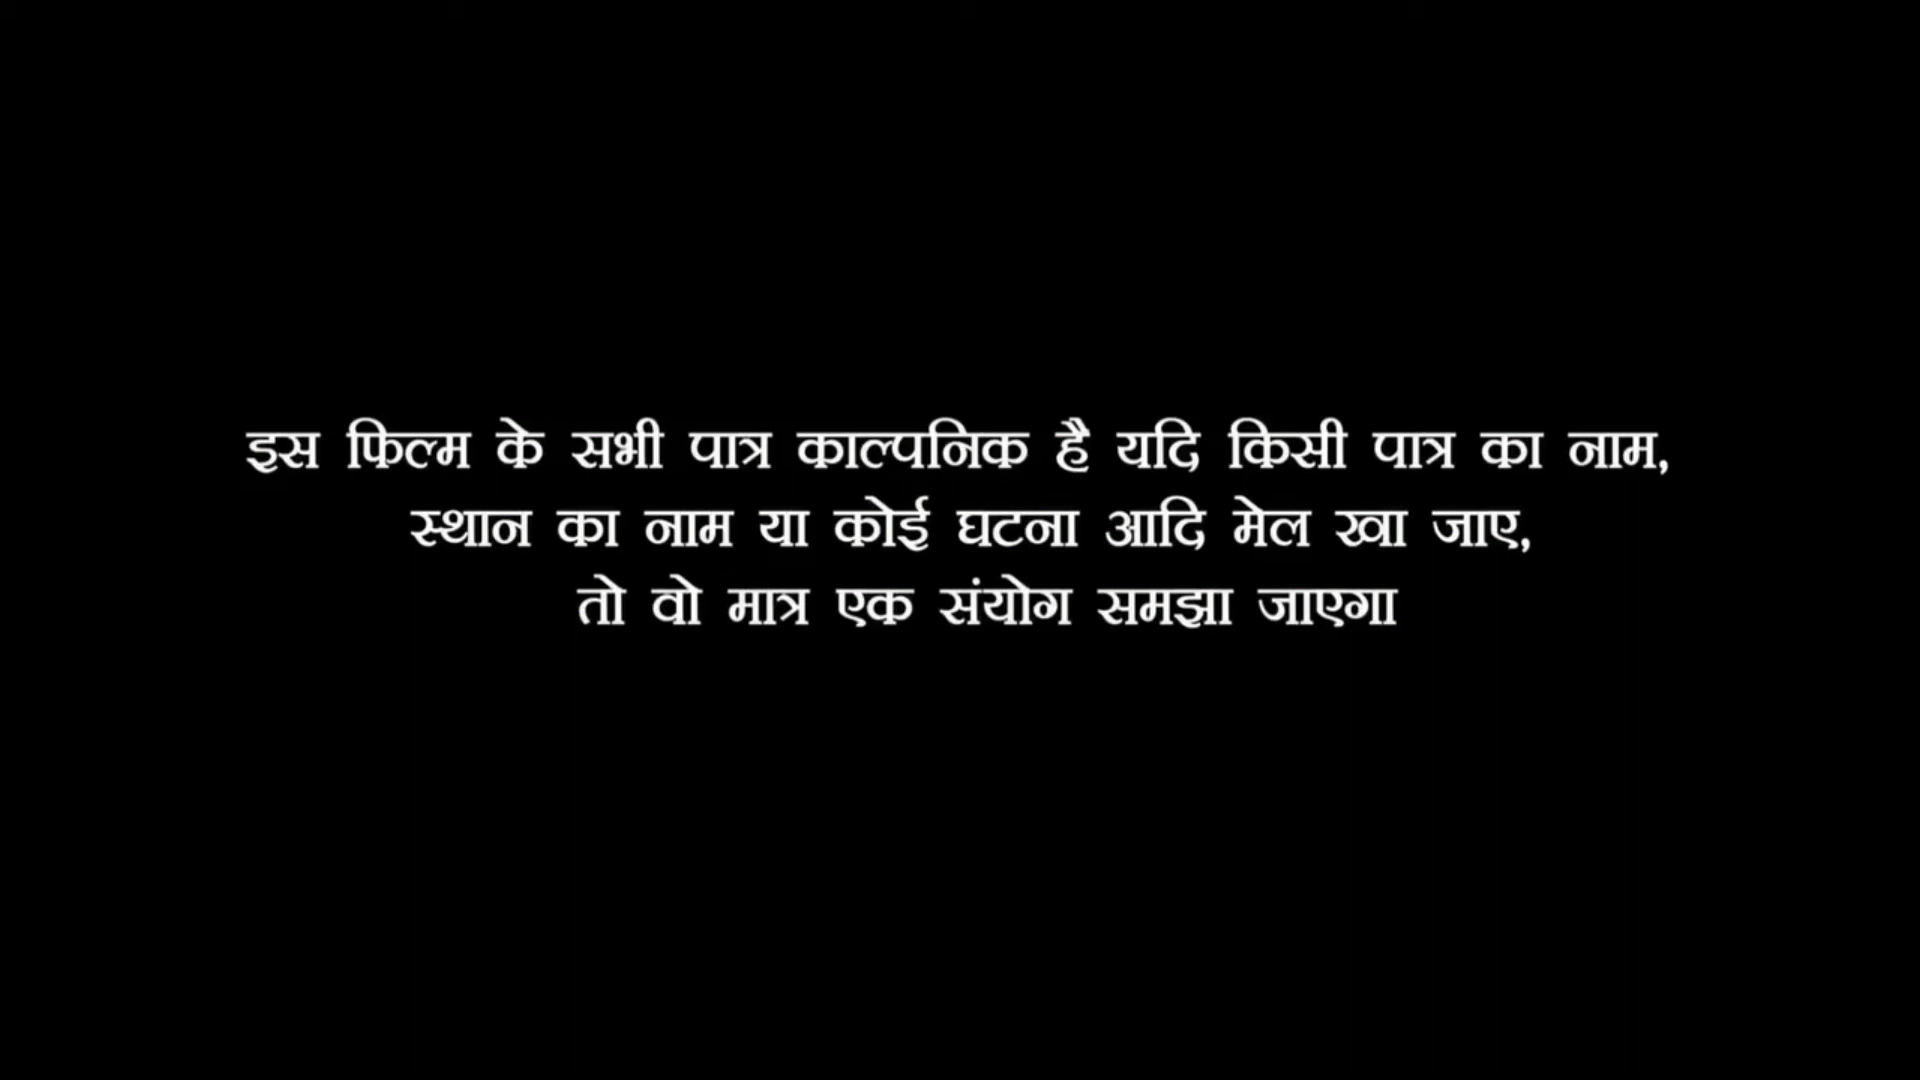 इस फिल्म के सभी पात्र काल्पनिक है यदि किसी पात्र का नाम,
स्थान का नाम या कोई घटना आदि मेल खा जाए,
तो वो मात्र एक संयोग समझा जाएगा